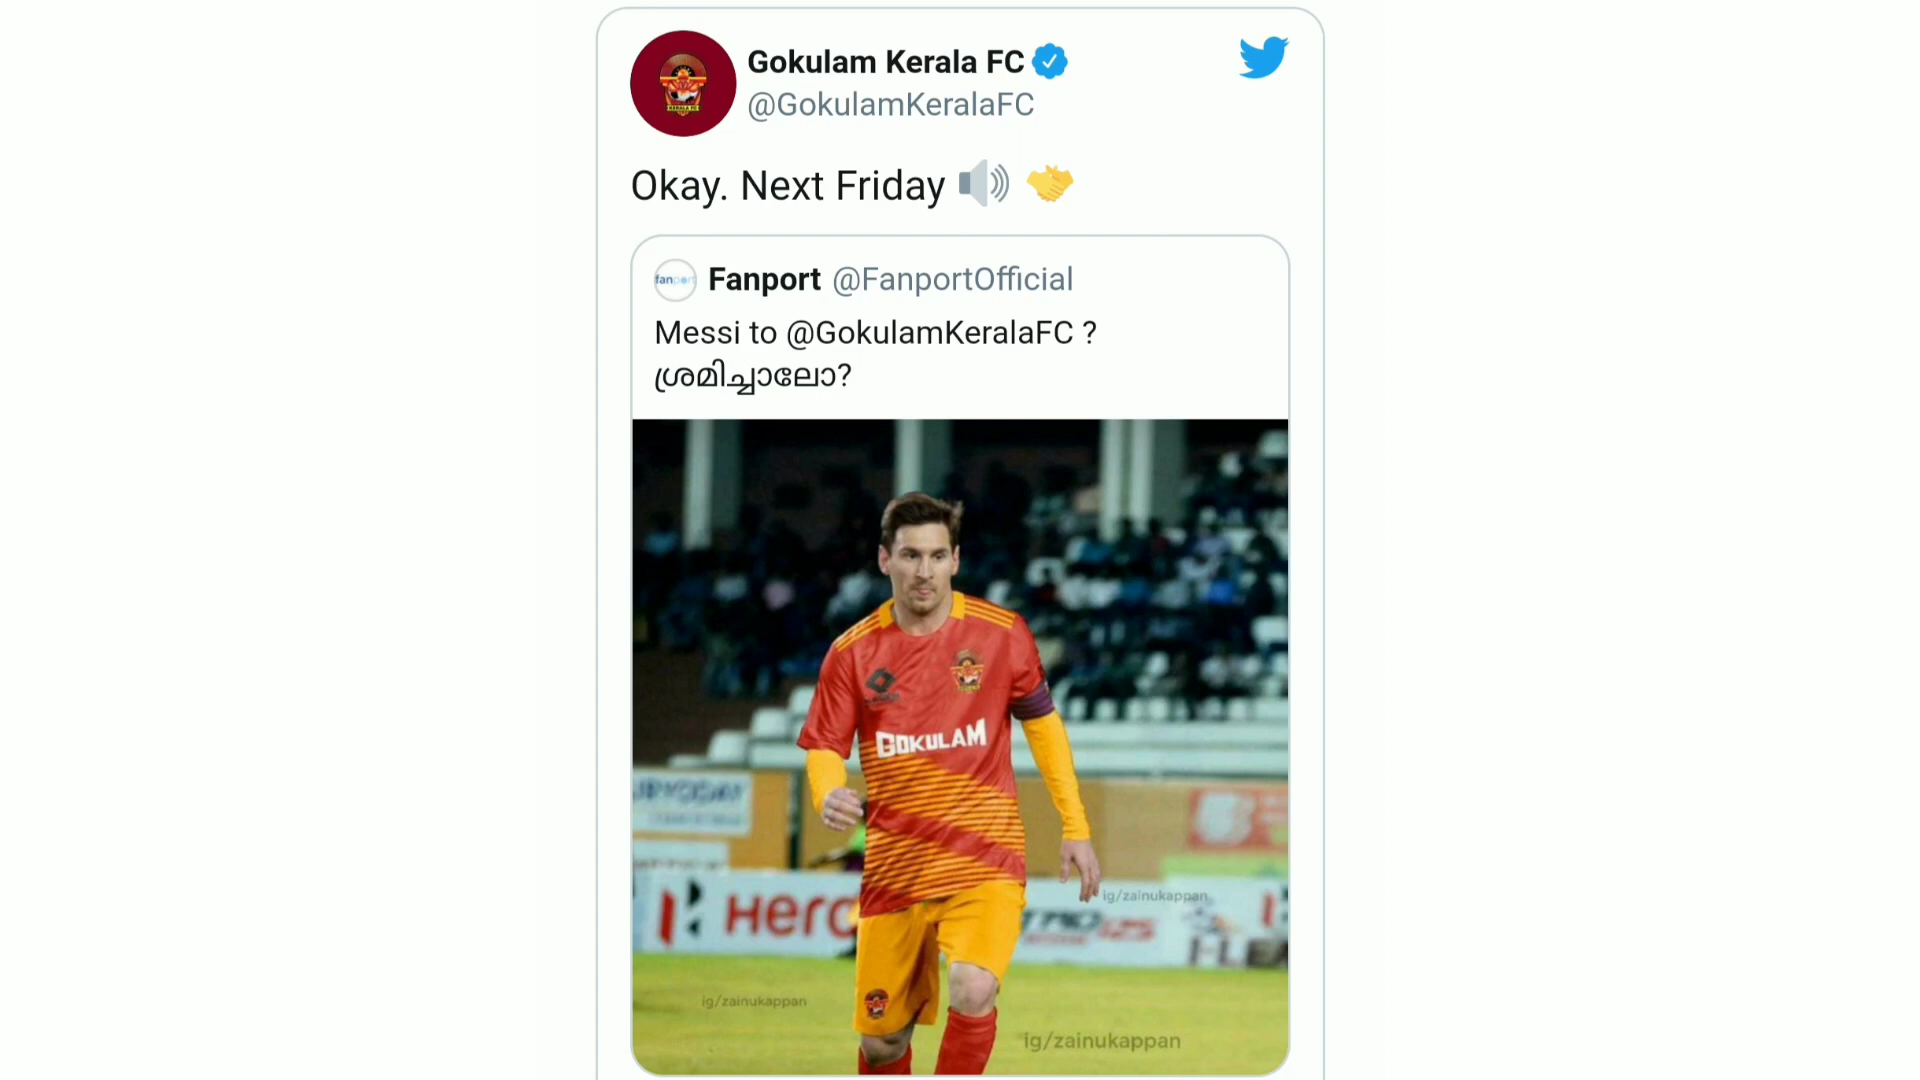 Gokulam Kerala FC
@GokulamKeralaFC
Okay. Next Friday 🔊 🤝
fanport Fanport @FanportOfficial
Messi to @GokulamKeralaFC ?
ശ്രമിച്ചാലോ?
GOKULAM
Hero
ig/zainukappan
ig/zainukappan
ig/zainukappan